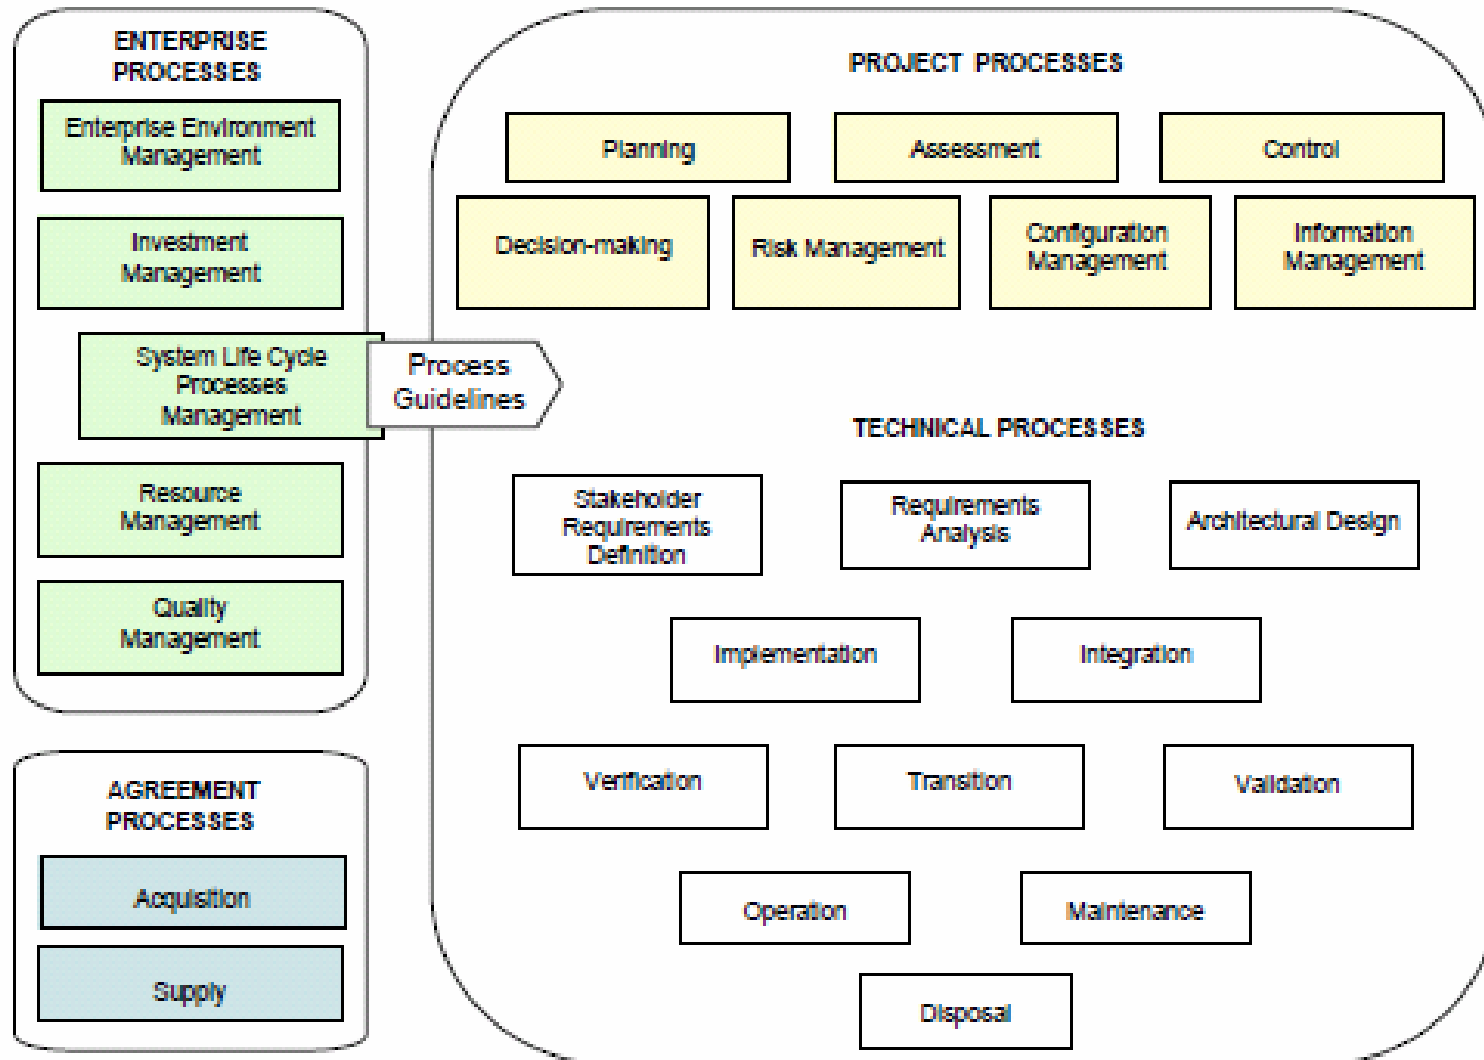 ENTERPRISE
PROCESSES
Enterprise Environment
Management
Investment
Management
System Life Cycle
Processes
Management
Resource
Management
Quality
Management
AGREEMENT
PROCESSES
Acquisition
Supply
Process
Guidelines
PROJECT PROCESSES
Planning
Assessment
Control
Decision-making
Risk Management
Configuration
Management
Information
Management
TECHNICAL PROCESSES
Stakeholder
Requirements
Definition
Requirements
Analysis
Architectural Design
Implementation
Integration
Verification
Transition
Validation
Operation
Maintenance
Disposal